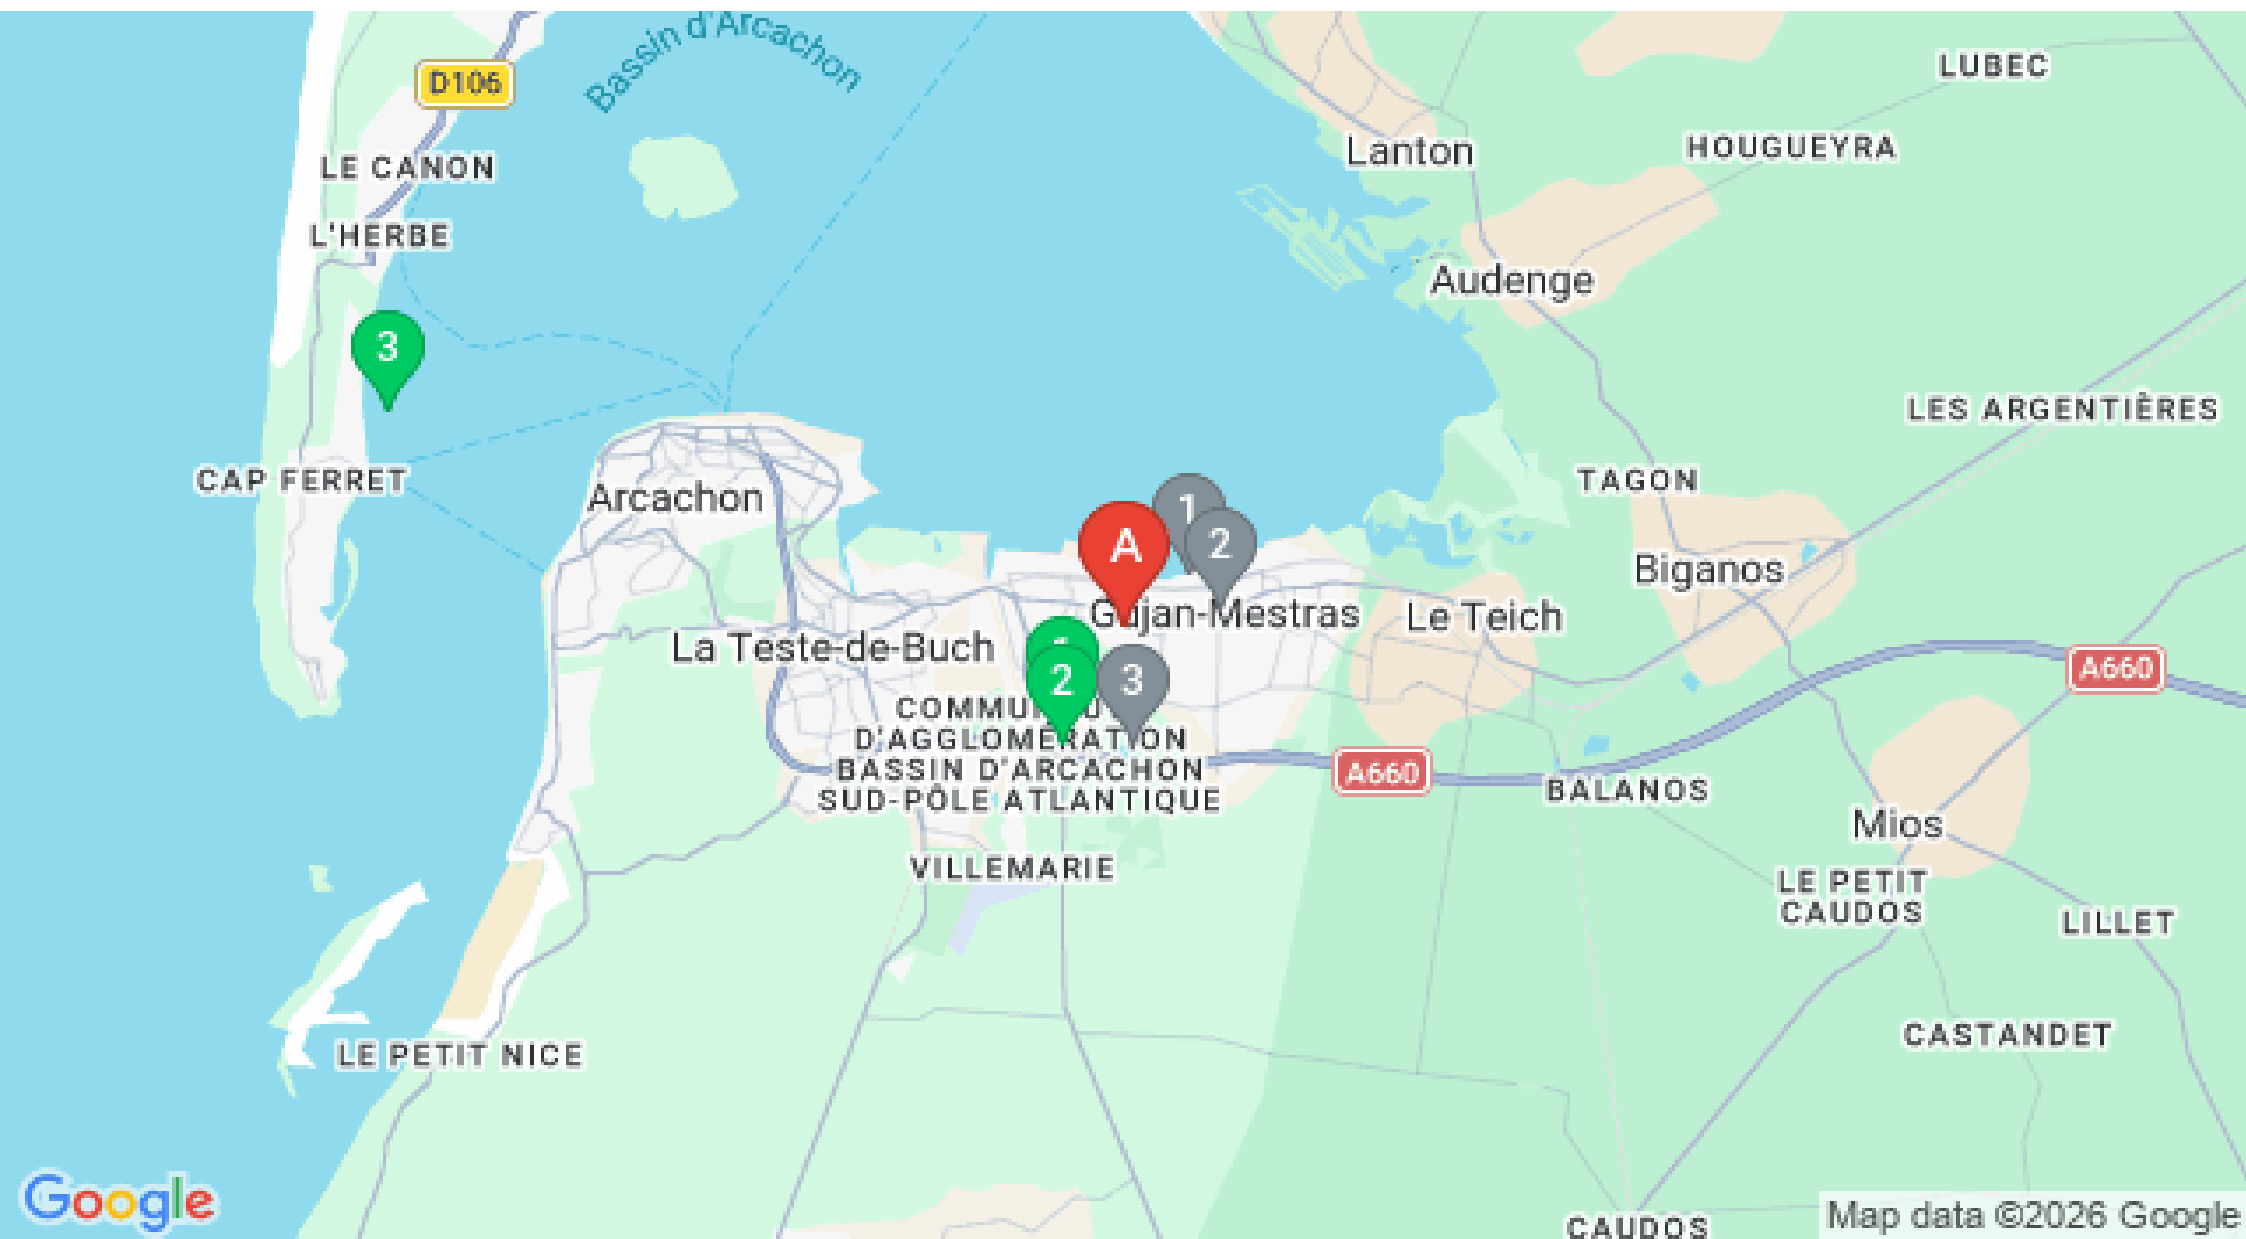 Bassin d'Arcachon
D106
LUBEC
Lanton
HOUGUEYRA
LE CANON
L'HERBE
Audenge
3
LES ARGENTIÈRES
CAP FERRET
TAGON
Arcachon
1
A
2
Biganos
Gujan-Mestras
Le Teich
La Teste-de-Buch
2
3
A660
COMMUNAUTÉ
D'AGGLOMÉRATION
BASSIN D'ARCACHON
SUD-PÔLE ATLANTIQUE
A660
BALANOS
Mios
VILLEMARIE
LE PETIT
CAUDOS
LILLET
CASTANDET
LE PETIT NICE
Google
Map data ©2026 Google
CAUDOS